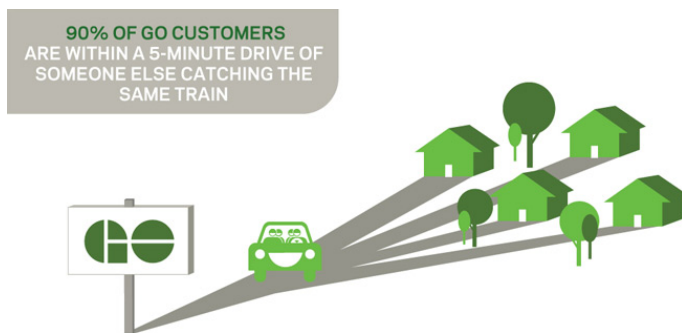 90% OF GO CUSTOMERS
ARE WITHIN A 5-MINUTE DRIVE OF
SOMEONE ELSE CATCHING THE
SAME TRAIN
GO